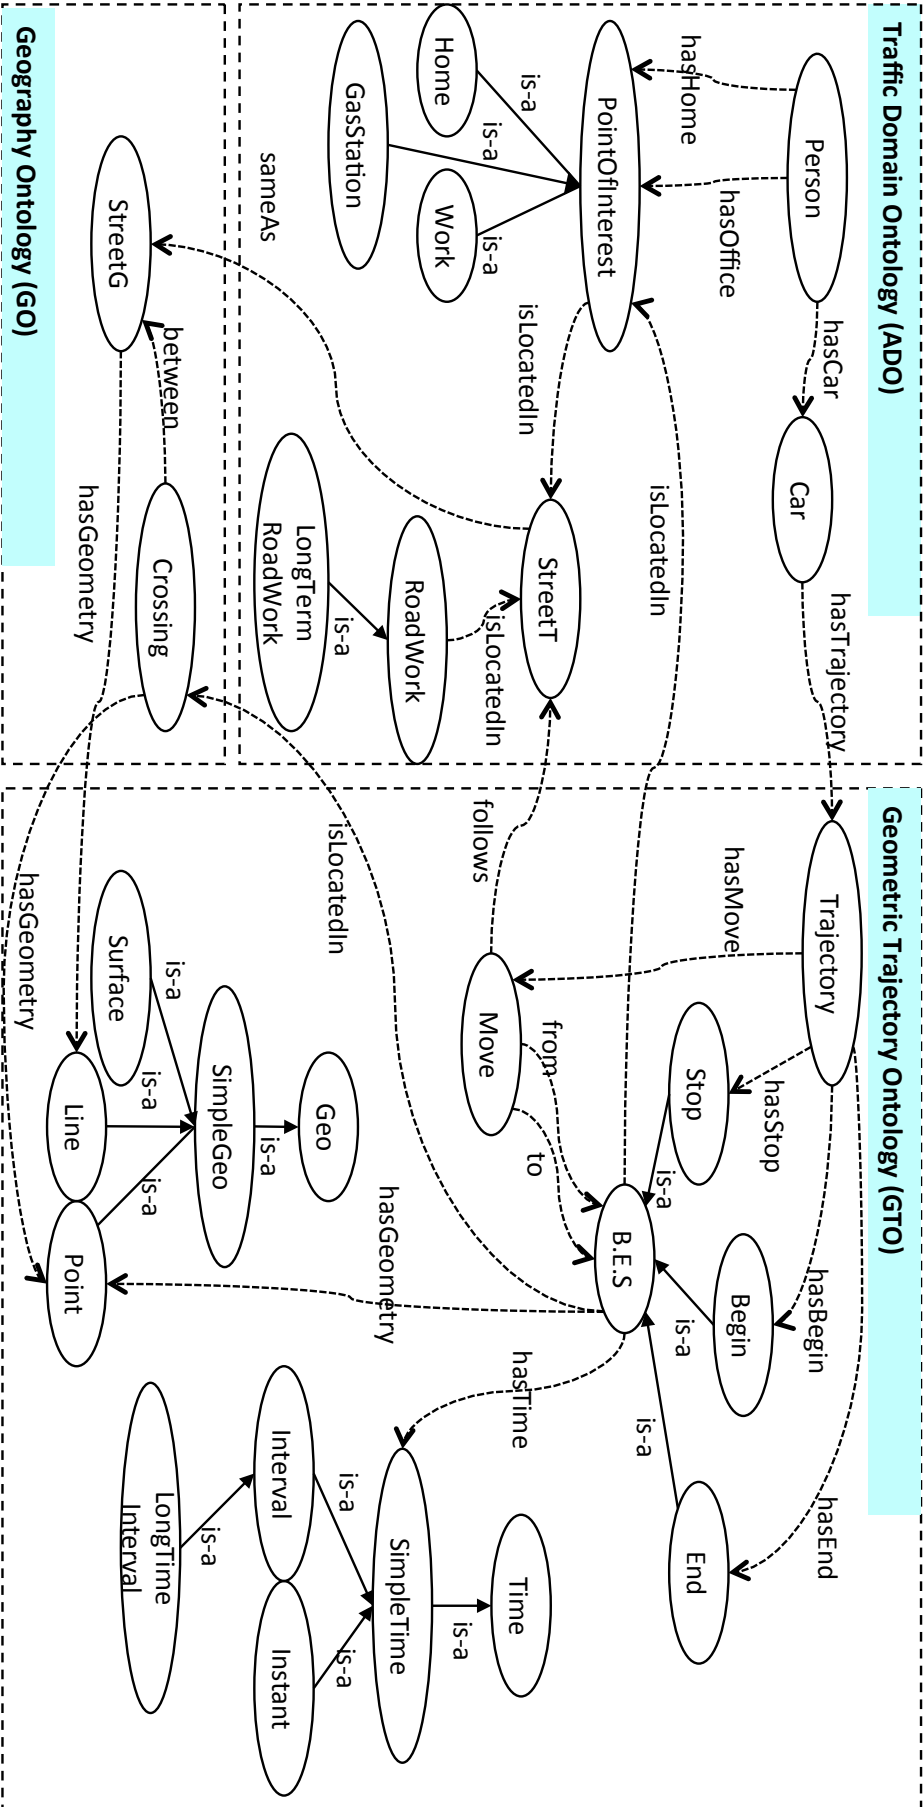 Traffic Domain Ontology (ADO)
Person
hasCar
Car
hasTrajectory
hasHome
hasOffice
PointOfInterest
isLocatedIn
isLocatedIn
is-a
is-a
is-a
Home
Work
GasStation
StreetT
isLocatedIn
RoadWork
is-a
LongTerm
RoadWork
sameAs
Geometric Trajectory Ontology (GTO)
Trajectory
hasMove
hasStop
hasBegin
hasEnd
Stop
Begin
End
is-a
is-a
is-a
B.E.S
from
to
Move
follows
hasTime
Time
is-a
SimpleTime
is-a
is-a
Interval
Instant
is-a
LongTime
Interval
isLocatedIn
hasGeometry
Geo
is-a
SimpleGeo
is-a
is-a
is-a
Surface
Line
Point
hasGeometry
StreetG
between
Crossing
hasGeometry
Geography Ontology (GO)